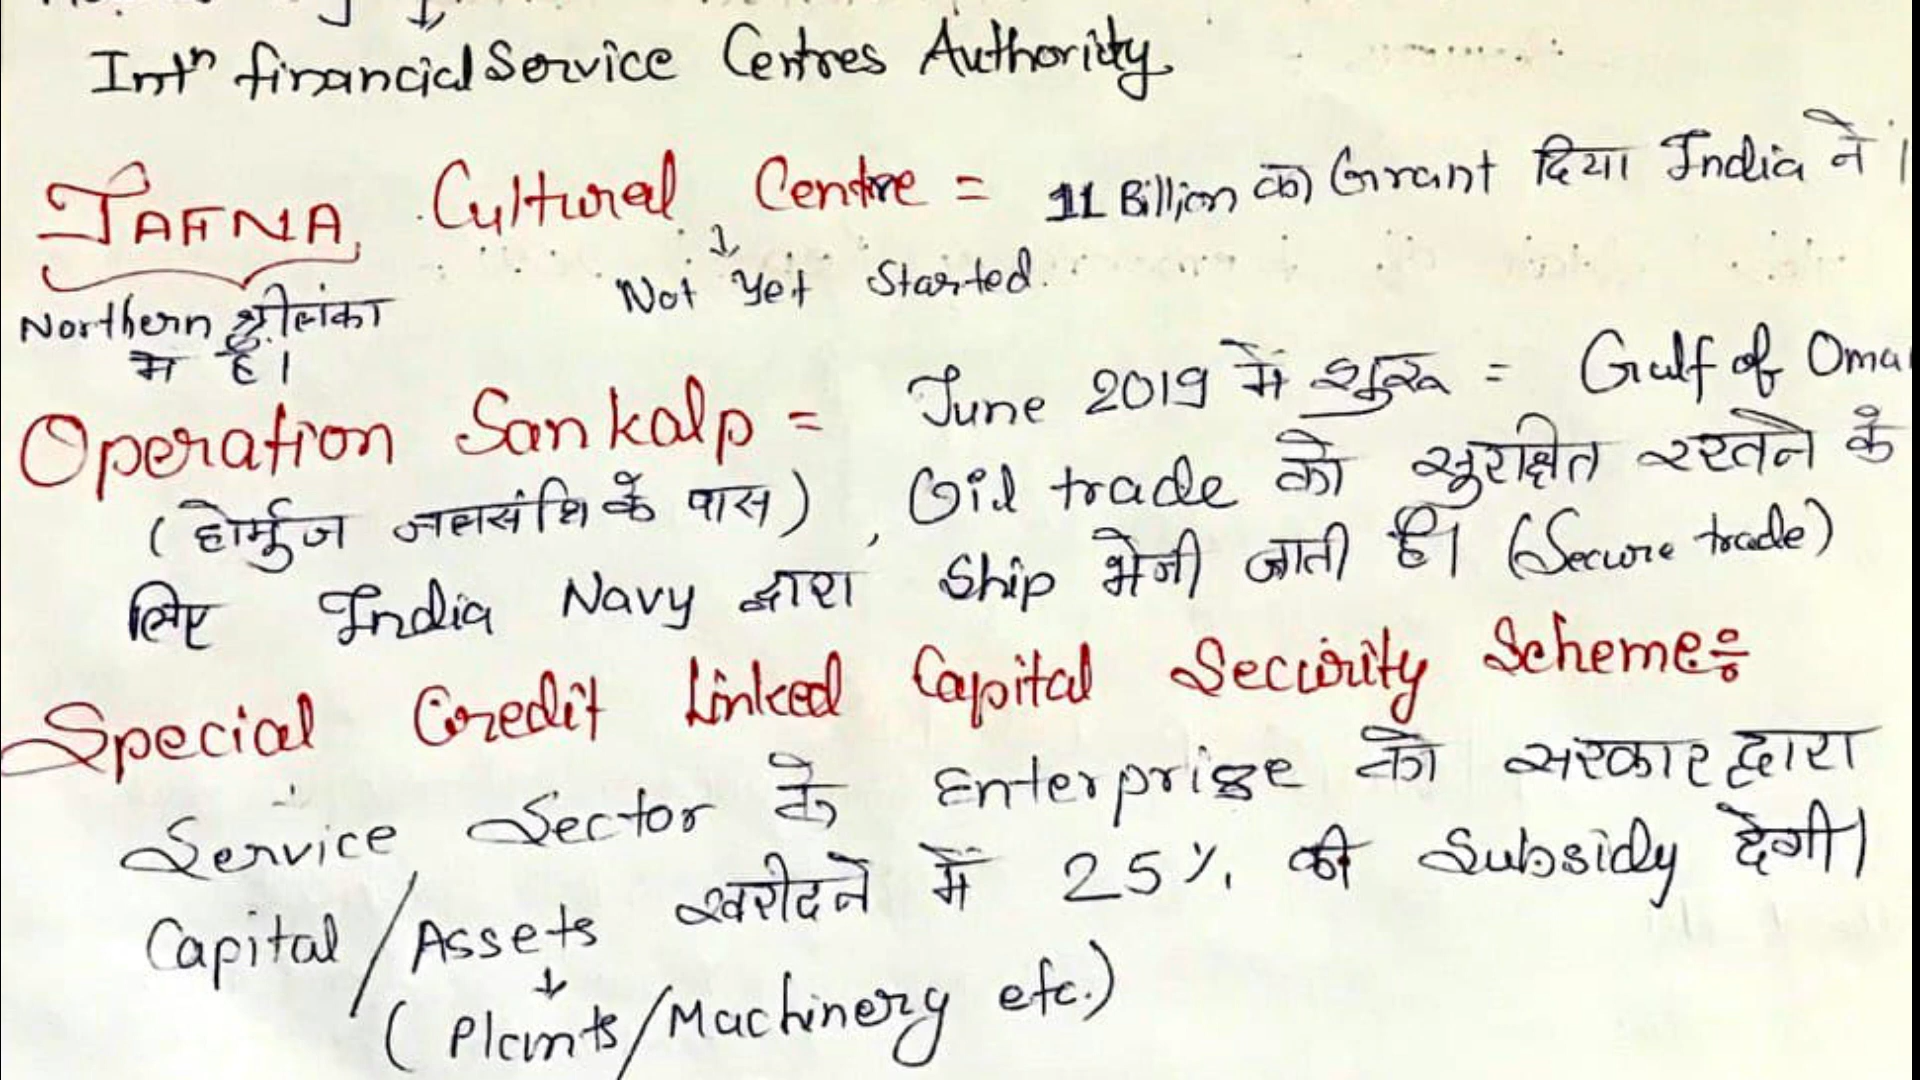 Intn financial Service Centres Authority
JAFNA Cultural Centre = 11 Billion का Grant दिया India ने।
Not Yet Started.
Northern श्रीलंका
में है।
Operation Sankalp = June 2019 में शुरू = Gulf of Oma
(होर्मुज जलसंधि के पास), Oil trade को सुरक्षित रखने के
लिए India Navy द्वारा Ship भेजी जाती है। (Secure trade)
Special Credit Linked Capital Security Scheme÷
Service Sector के Enterprise को सरकार द्वारा
Capital/Assets खरीदने में 25% की Subsidy देगी।
(Plants/Machinery etc.)